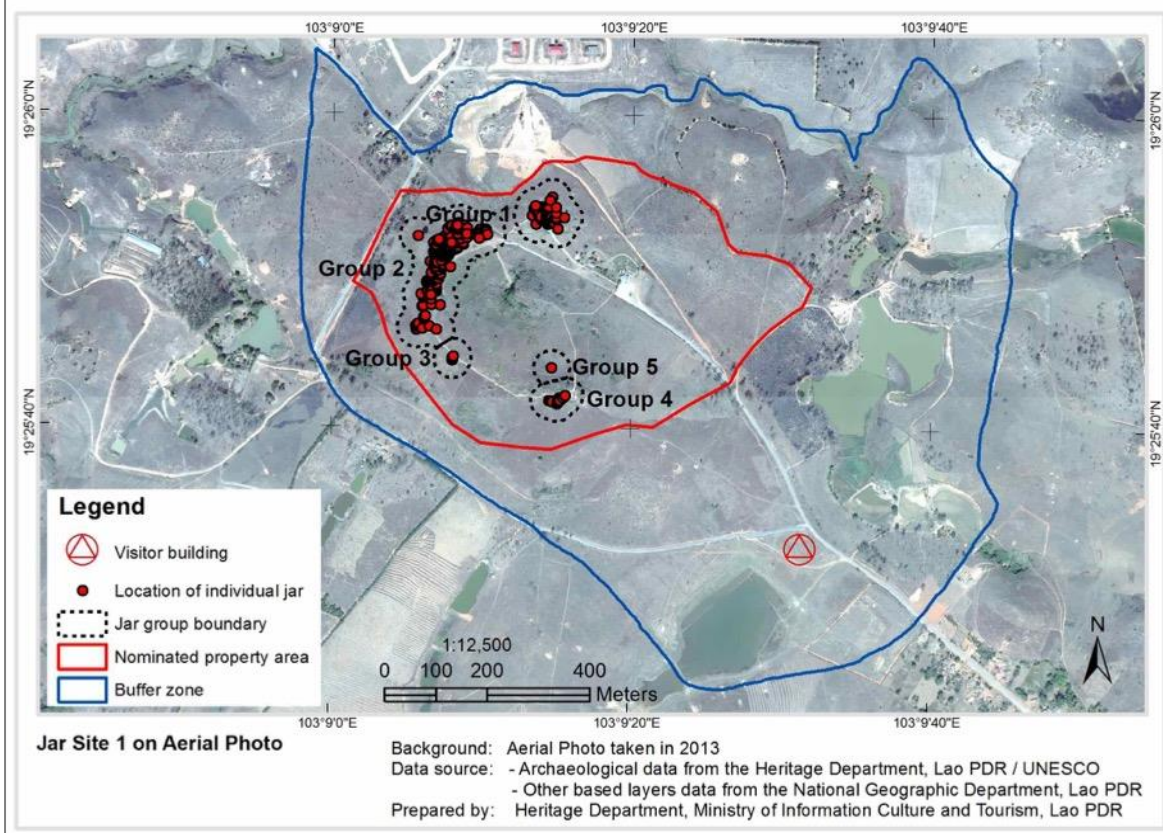 103°9'0"E 103°9'20"E 103°9'40"E
19°26'0"N 19°26'0"N
Group 1
Group 2
Group 3
Group 5
Group 4
19°25'40"N 19°25'40"N
Legend
Visitor building
Location of individual jar
Jar group boundary
Nominated property area
Buffer zone
1:12,500
0 100 200 400
Meters
N
103°9'0"E 103°9'20"E 103°9'40"E
Jar Site 1 on Aerial Photo
Background: Aerial Photo taken in 2013
Data source: - Archaeological data from the Heritage Department, Lao PDR / UNESCO
- Other based layers data from the National Geographic Department, Lao PDR
Prepared by: Heritage Department, Ministry of Information Culture and Tourism, Lao PDR